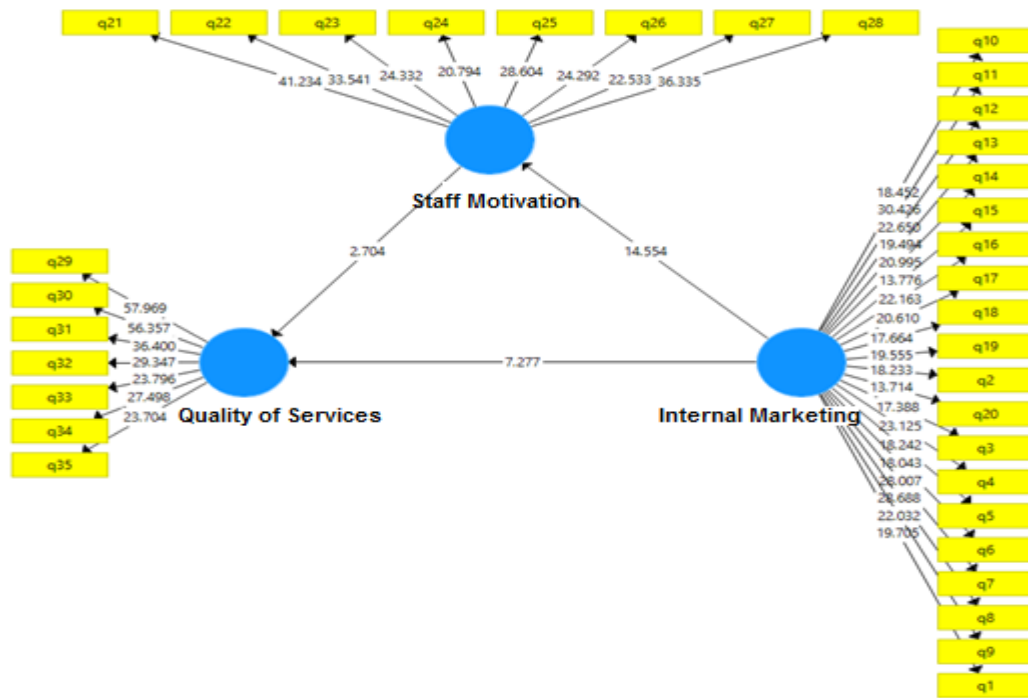 q21 q22 q23 q24 q25 q26 q27 q28
41.234 33.541 24.332 20.794 28.604 24.292 22.533 36.335
Staff Motivation
2.704
14.554
7.277
q29
q30
q31
q32
q33
q34
q35
57.969
56.357
36.400
29.347
23.796
27.498
23.704
Quality of Services
Internal Marketing
18.452
30.426
22.650
19.494
20.995
13.776
22.163
20.610
17.664
19.555
18.233
13.714
17.388
23.125
18.242
18.043
28.007
28.688
22.032
19.705
q10
q11
q12
q13
q14
q15
q16
q17
q18
q19
q2
q20
q3
q4
q5
q6
q7
q8
q9
q1